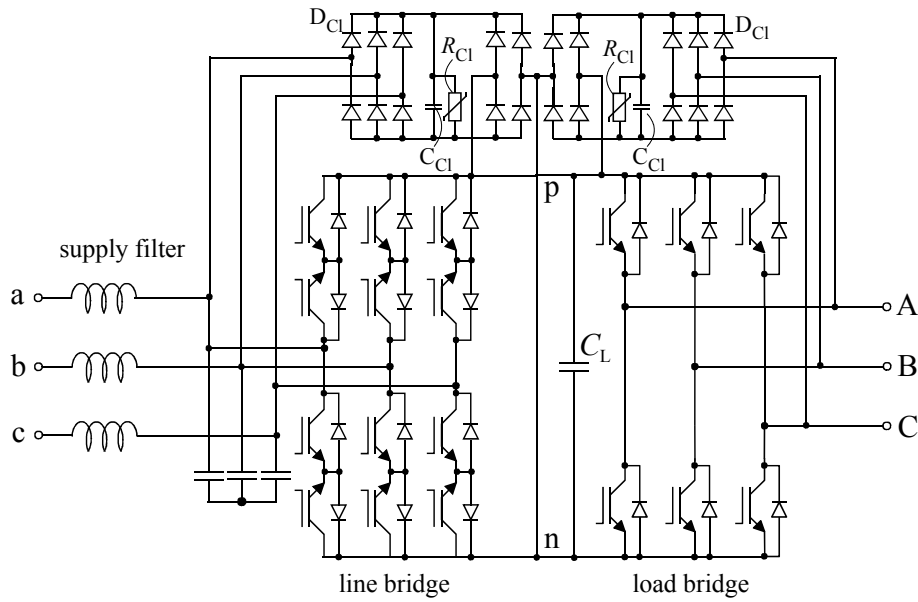 D_Cl
R_Cl
C_Cl
R_Cl
D_Cl
C_Cl
p
supply filter
a
A
b
C_L
B
c
C
n
line bridge
load bridge